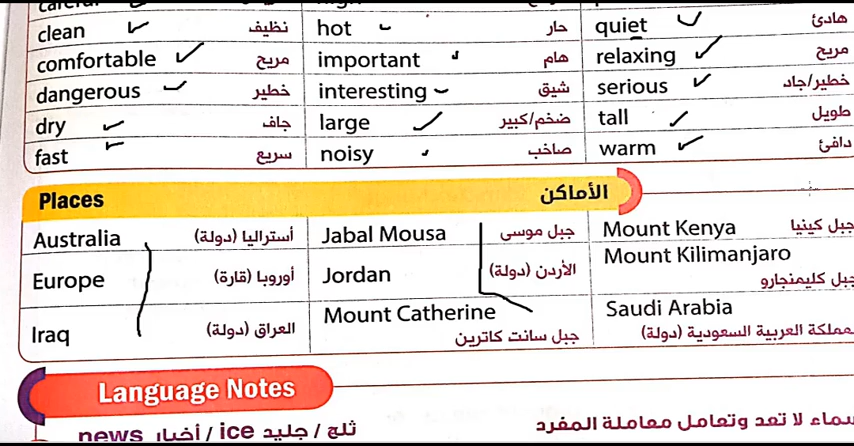 careful
clean نظيف hot حار quiet هادئ
comfortable مريح important هام relaxing مريح
dangerous خطير interesting شيق serious خطير/جاد
dry جاف large ضخم/كبير tall طويل
fast سريع noisy صاخب warm دافئ
Places الأماكن
Australia أستراليا (دولة) Jabal Mousa جبل موسى Mount Kenya جبل كينيا
Europe أوروبا (قارة) Jordan الأردن (دولة) Mount Kilimanjaro
جبل كليمنجارو
Iraq العراق (دولة) Mount Catherine جبل سانت كاترين Saudi Arabia
المملكة العربية السعودية (دولة)
Language Notes
أسماء لا تعد وتعامل معاملة المفرد
ثلج / جليد ice / أخبار news